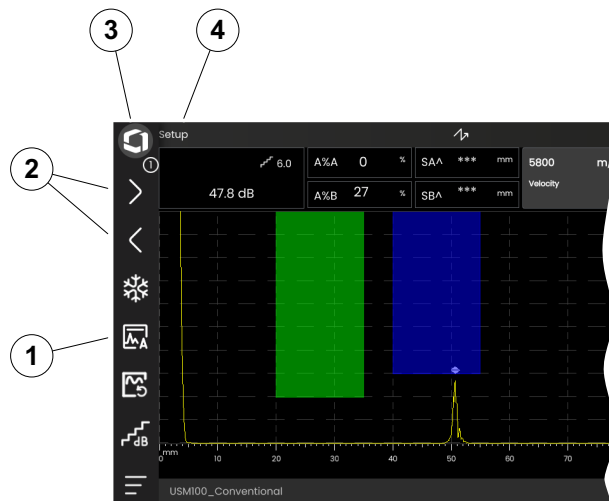 3
4
2
1
Setup
1
6.0
47.8 dB
A%A 0 %
SA^ *** mm
5800 m/
Velocity
A%B 27 %
SB^ *** mm
A
dB
0 mm 10 20 30 40 50 60 70
USM100_Conventional